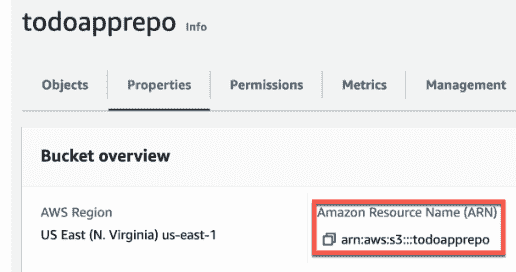 todoapprepo Info
Objects Properties Permissions Metrics Management
Bucket overview
AWS Region
US East (N. Virginia) us-east-1
Amazon Resource Name (ARN)
arn:aws:s3:::todoapprepo